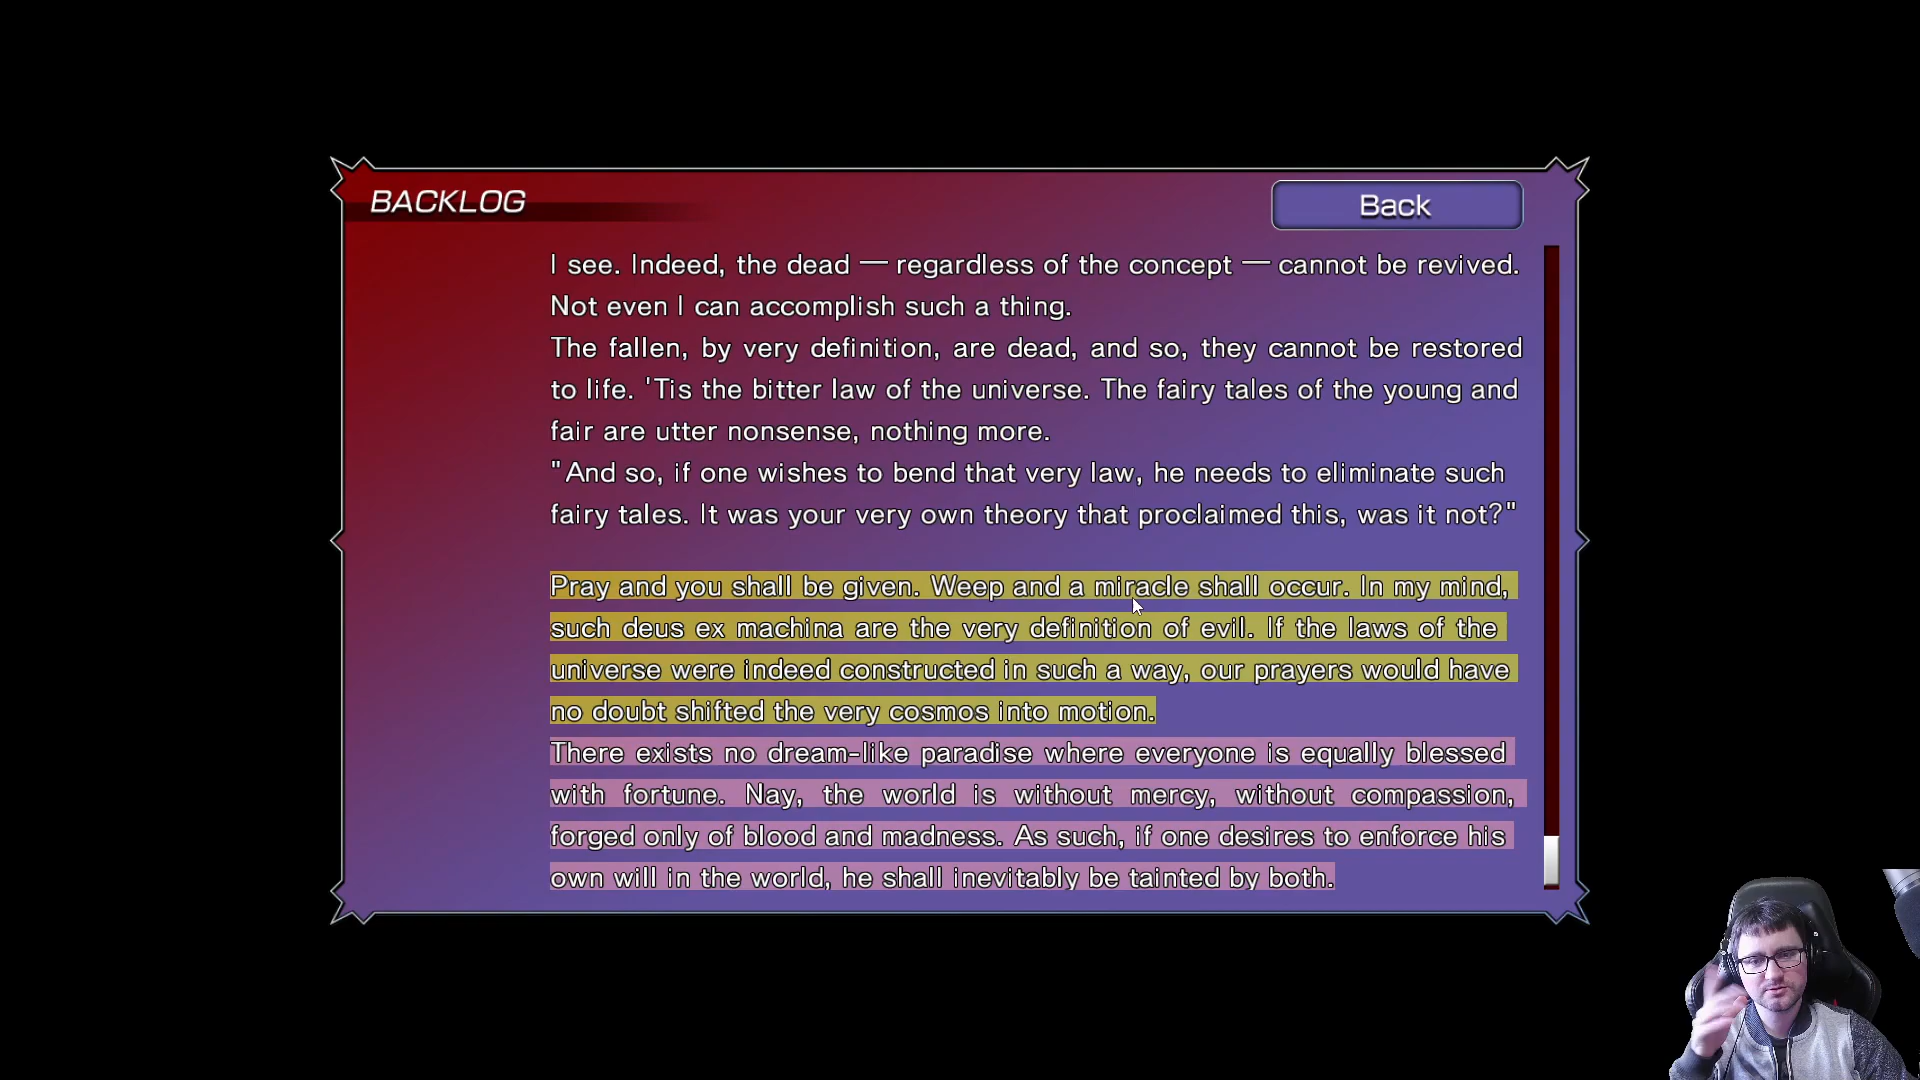 BACKLOG
Back
I see. Indeed, the dead — regardless of the concept — cannot be revived.
Not even I can accomplish such a thing.
The fallen, by very definition, are dead, and so, they cannot be restored
to life. 'Tis the bitter law of the universe. The fairy tales of the young and
fair are utter nonsense, nothing more.
"And so, if one wishes to bend that very law, he needs to eliminate such
fairy tales. It was your very own theory that proclaimed this, was it not?"
Pray and you shall be given. Weep and a miracle shall occur. In my mind,
such deus ex machina are the very definition of evil. If the laws of the
universe were indeed constructed in such a way, our prayers would have
no doubt shifted the very cosmos into motion.
There exists no dream-like paradise where everyone is equally blessed
with fortune. Nay, the world is without mercy, without compassion,
forged only of blood and madness. As such, if one desires to enforce his
own will in the world, he shall inevitably be tainted by both.